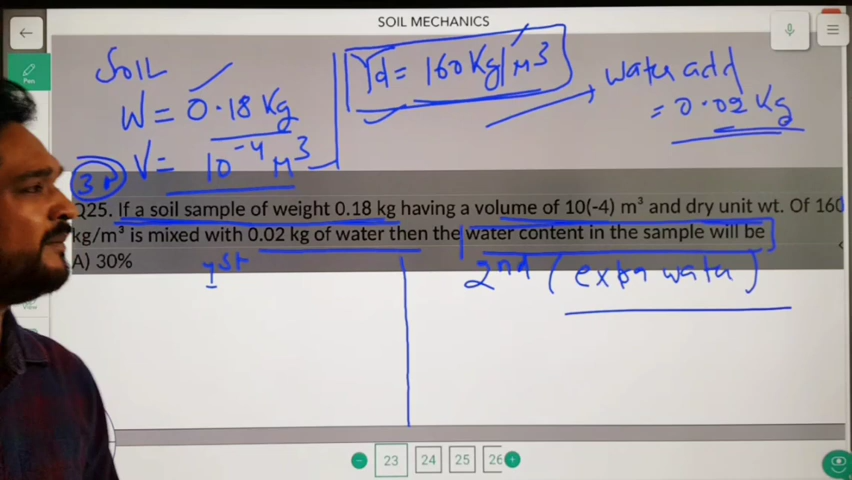 SOIL MECHANICS
Pen
SOIL
W = 0.18 Kg
V = 10⁻⁴ M³
γd = 160 Kg/M³
water add
= 0.02 Kg
Q25. If a soil sample of weight 0.18 kg having a volume of 10(-4) m³ and dry unit wt. Of 160
kg/m³ is mixed with 0.02 kg of water then the water content in the sample will be
A) 30%
1st
2nd (extra water)
23 24 25 26